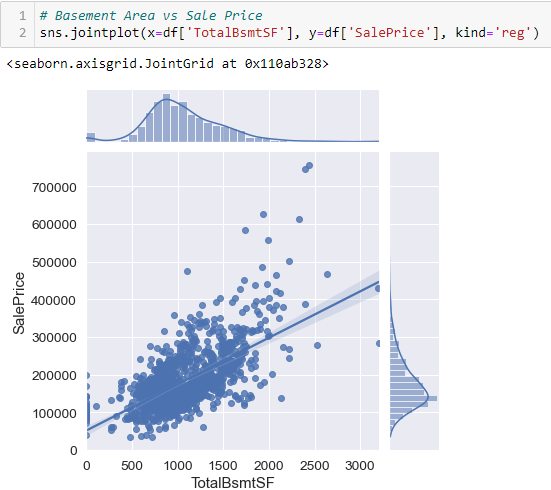 1 # Basement Area vs Sale Price
2 sns.jointplot(x=df['TotalBsmtSF'], y=df['SalePrice'], kind='reg')
<seaborn.axisgrid.JointGrid at 0x110ab328>
700000
600000
500000
400000
300000
200000
100000
0
SalePrice
0 500 1000 1500 2000 2500 3000
TotalBsmtSF